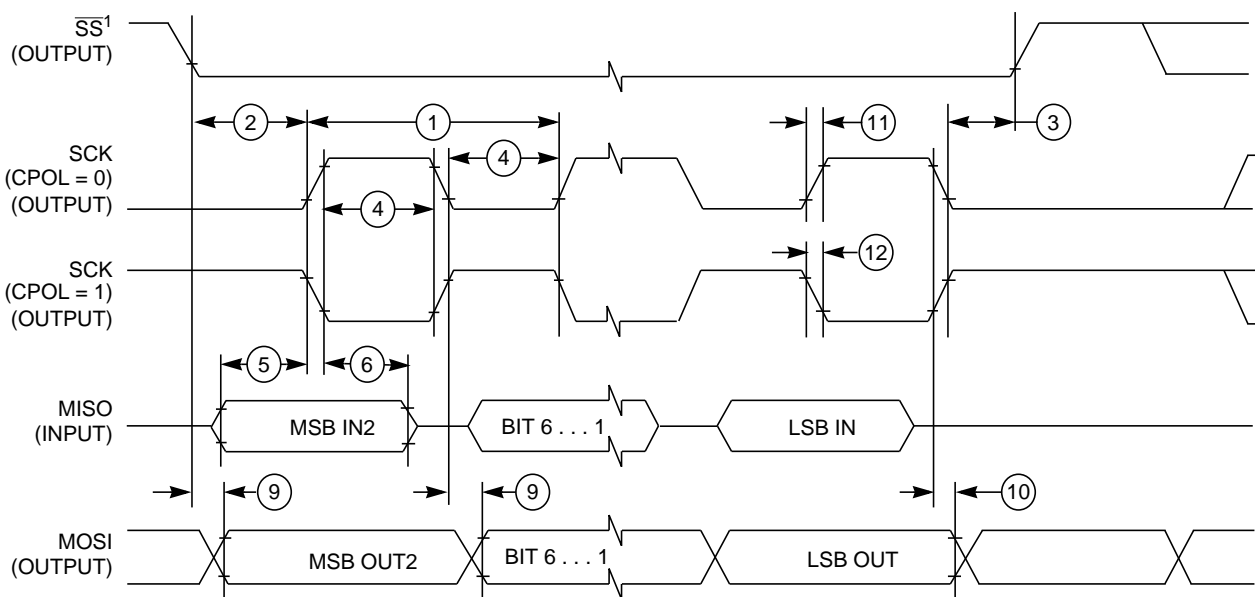 SS¹
(OUTPUT)
2
1
11
3
SCK
(CPOL = 0)
(OUTPUT)
4
4
12
SCK
(CPOL = 1)
(OUTPUT)
5
6
MISO
(INPUT)
MSB IN2
BIT 6 . . . 1
LSB IN
9
9
10
MOSI
(OUTPUT)
MSB OUT2
BIT 6 . . . 1
LSB OUT